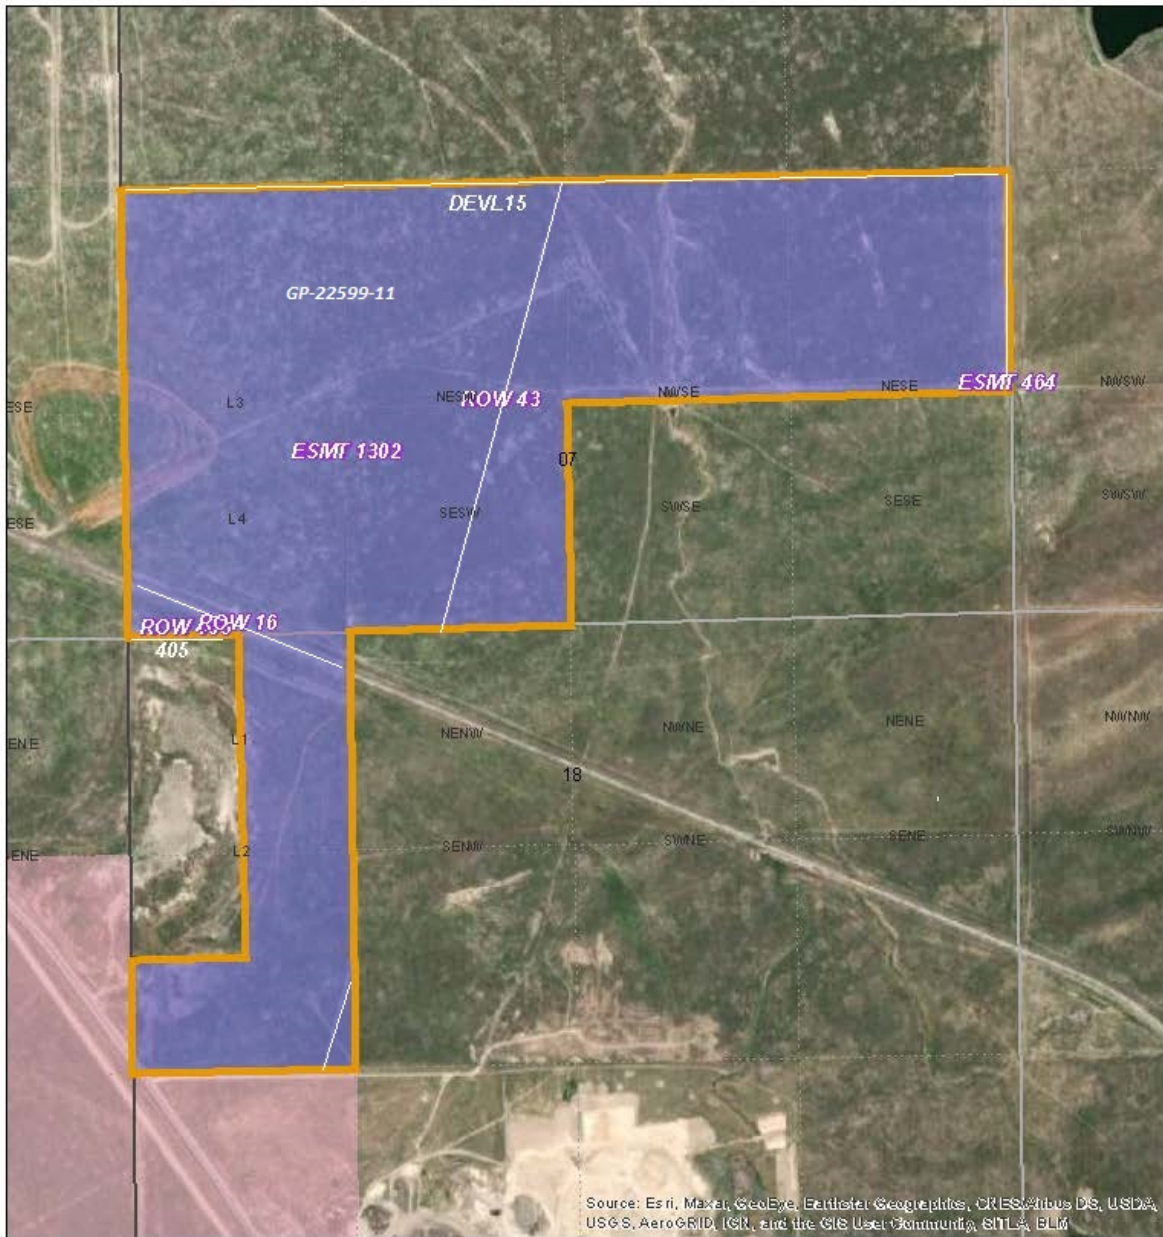 DEVL15
GP-22599-11
ESMT 464
NWSW
NESE
NWSE
NESW
ROW 43
L3
ESE
ESMT 1302
07
SWSW
SESE
SWSE
SESW
L4
ESE
ROW 16
ROW
405
NWNW
NENE
NWNE
NENW
L1
ENE
18
SWNW
SENE
SWNE
SENW
L2
ENE
Source: Esri, Maxar, GeoEye, Earthstar Geographics, CNES/Airbus DS, USDA,
USGS, AeroGRID, IGN, and the GIS User Community, SITLA, BLM